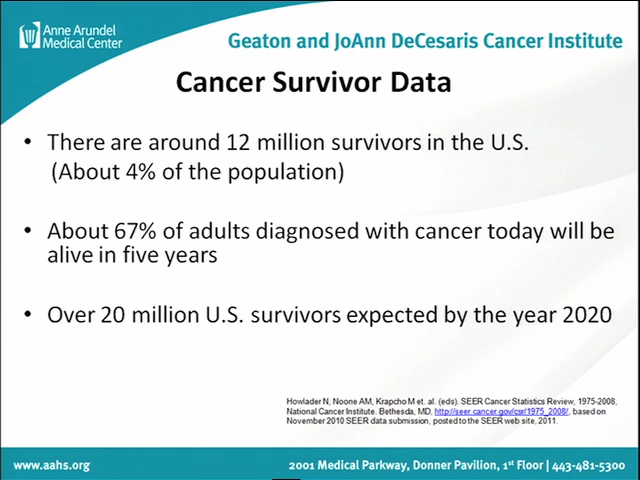 Anne Arundel
Medical Center
Geaton and JoAnn DeCesaris Cancer Institute
Cancer Survivor Data
• There are around 12 million survivors in the U.S.
(About 4% of the population)
• About 67% of adults diagnosed with cancer today will be
alive in five years
• Over 20 million U.S. survivors expected by the year 2020
Howlader N, Noone AM, Krapcho M et. al. (eds). SEER Cancer Statistics Review, 1975-2008,
National Cancer Institute. Bethesda, MD, http://seer.cancer.gov/csr/1975_2008/, based on
November 2010 SEER data submission, posted to the SEER web site, 2011.
www.aahs.org
2001 Medical Parkway, Donner Pavilion, 1st Floor | 443-481-5300